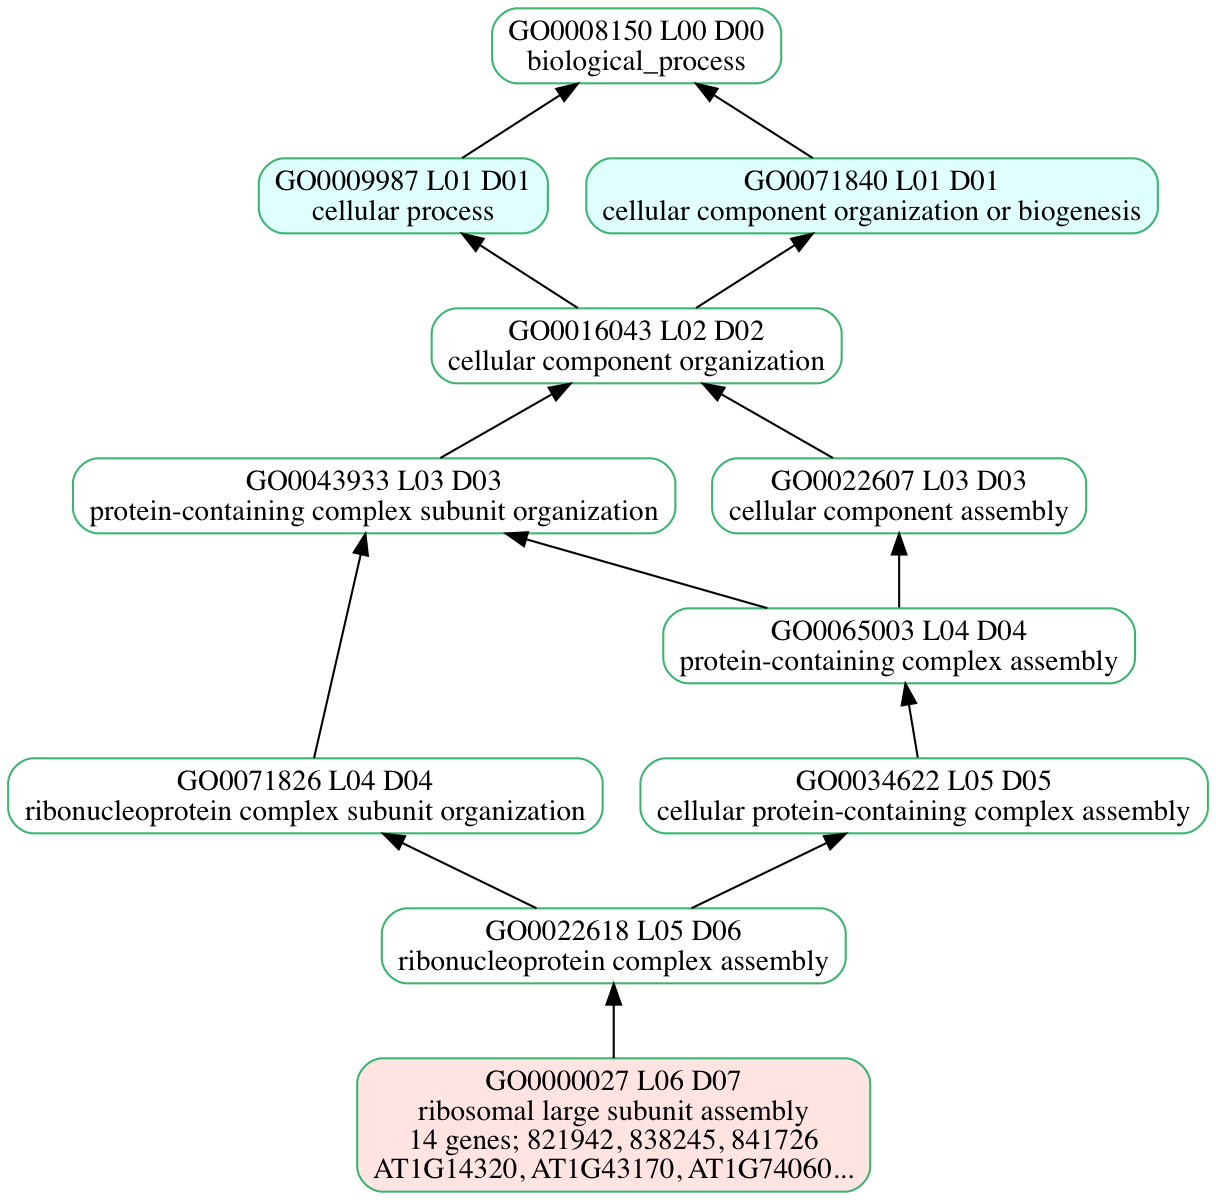 GO0008150 L00 D00
biological_process
GO0009987 L01 D01
cellular process
GO0071840 L01 D01
cellular component organization or biogenesis
GO0016043 L02 D02
cellular component organization
GO0043933 L03 D03
protein-containing complex subunit organization
GO0022607 L03 D03
cellular component assembly
GO0065003 L04 D04
protein-containing complex assembly
GO0071826 L04 D04
ribonucleoprotein complex subunit organization
GO0034622 L05 D05
cellular protein-containing complex assembly
GO0022618 L05 D06
ribonucleoprotein complex assembly
GO0000027 L06 D07
ribosomal large subunit assembly
14 genes; 821942, 838245, 841726
AT1G14320, AT1G43170, AT1G74060...